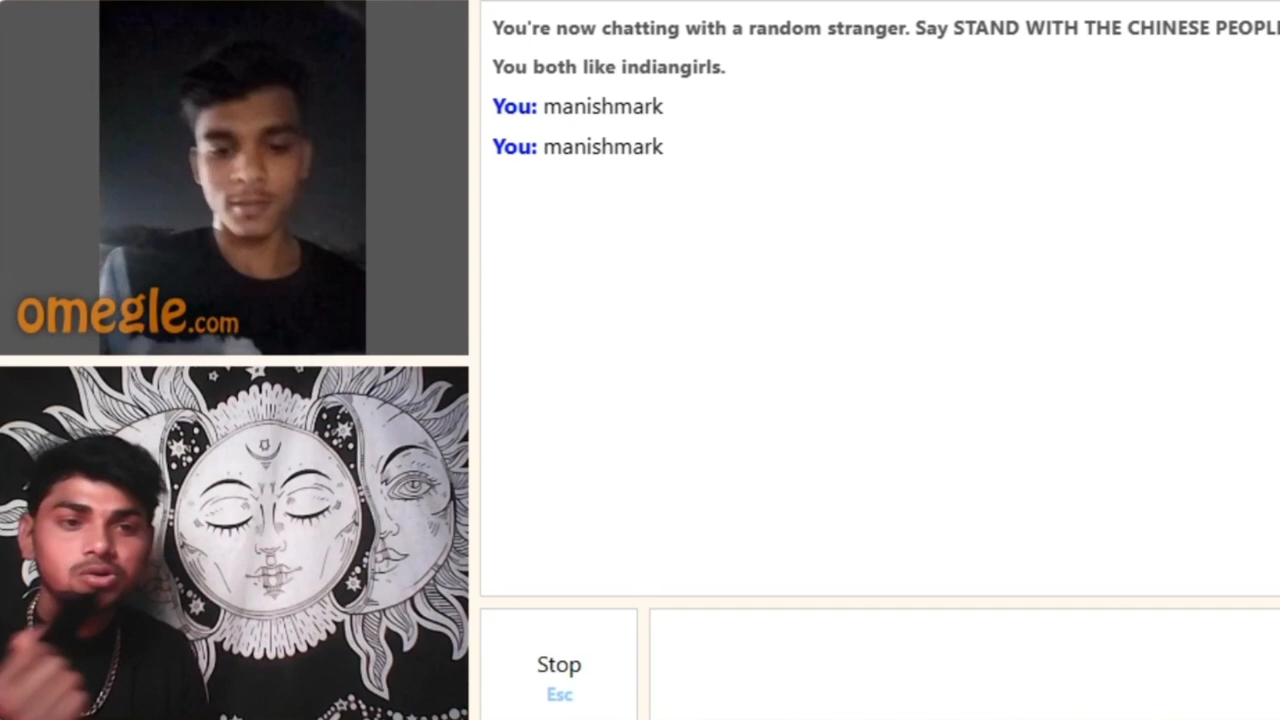 omegle.com
You're now chatting with a random stranger. Say STAND WITH THE CHINESE PEOPLE
You both like indiangirls.
You: manishmark
You: manishmark
Stop
Esc